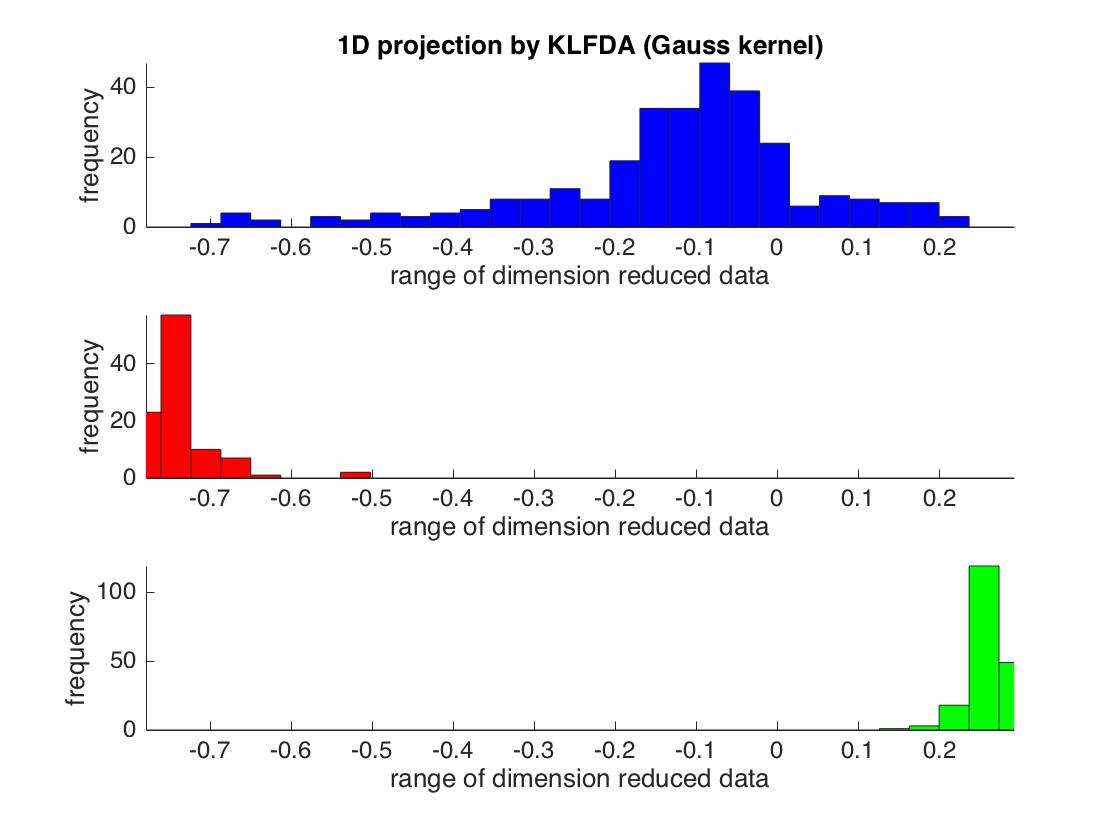 1D projection by KLFDA (Gauss kernel)
frequency
40
20
0
-0.7 -0.6 -0.5 -0.4 -0.3 -0.2 -0.1 0 0.1 0.2
range of dimension reduced data
frequency
40
20
0
-0.7 -0.6 -0.5 -0.4 -0.3 -0.2 -0.1 0 0.1 0.2
range of dimension reduced data
frequency
100
50
0
-0.7 -0.6 -0.5 -0.4 -0.3 -0.2 -0.1 0 0.1 0.2
range of dimension reduced data